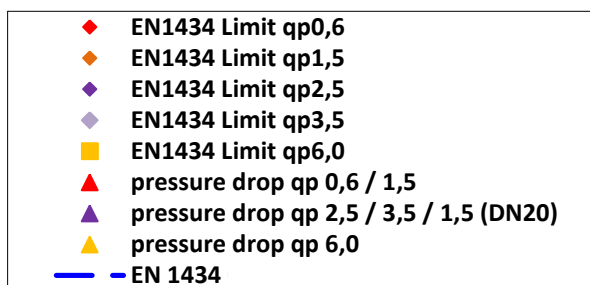 EN1434 Limit qp0,6
EN1434 Limit qp1,5
EN1434 Limit qp2,5
EN1434 Limit qp3,5
EN1434 Limit qp6,0
pressure drop qp 0,6 / 1,5
pressure drop qp 2,5 / 3,5 / 1,5 (DN20)
pressure drop qp 6,0
EN 1434